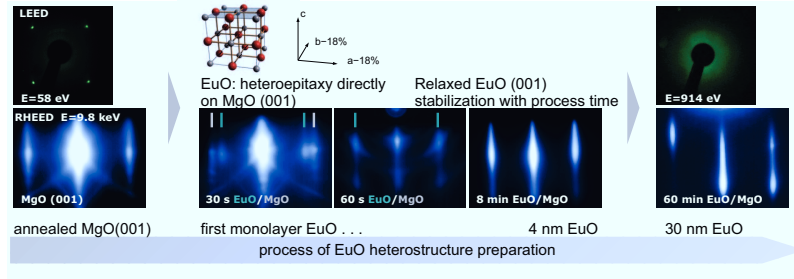 LEED
E=58 eV
c
b−18%
a−18%
EuO: heteroepitaxy directly
on MgO (001)
Relaxed EuO (001)
stabilization with process time
E=914 eV
RHEED E=9.8 keV
MgO (001)
30 s EuO/MgO
60 s EuO/MgO
8 min EuO/MgO
60 min EuO/MgO
annealed MgO(001)
first monolayer EuO . . .
4 nm EuO
30 nm EuO
process of EuO heterostructure preparation